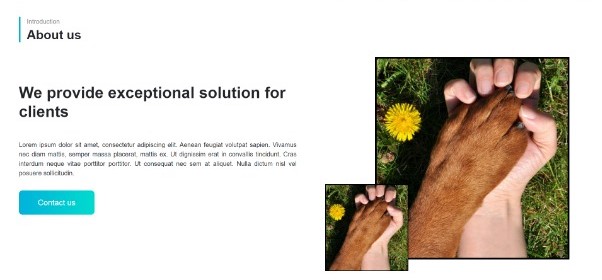 Introduction
About us
We provide exceptional solution for
clients
Lorem ipsum dolor sit amet, consectetur adipiscing elit. Aenean feugiat volutpat sapien. Vivamus
nec diam mattis, semper massa placerat, mattis ex. Ut dignissim erat in convallis tincidunt. Cras
interdum neque vitae porttitor porttitor. Ut consequat nec sem at aliquet. Nulla dictum nisl vel
posuere sollicitudin.
Contact us